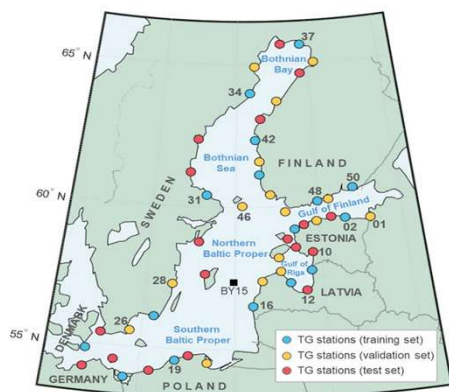 65°N
37
Bothnian
Bay
34
42
Bothnian
Sea
FINLAND
50
60°N
31
48
SWEDEN
46
Gulf of Finland
02
01
ESTONIA
Northern
Baltic Proper
10
Gulf of
Riga
28
BY15
12
LATVIA
16
DENMARK
26
55°N
Southern
Baltic Proper
19
GERMANY
POLAND
TG stations (training set)
TG stations (validation set)
TG stations (test set)